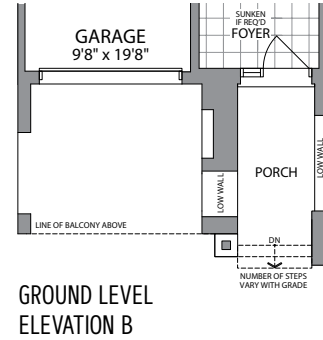 GARAGE
9'8" x 19'8"
SUNKEN
IF REQ'D
FOYER
PORCH
LOW WALL
LOW WALL
LINE OF BALCONY ABOVE
DN
NUMBER OF STEPS
VARY WITH GRADE
GROUND LEVEL
ELEVATION B